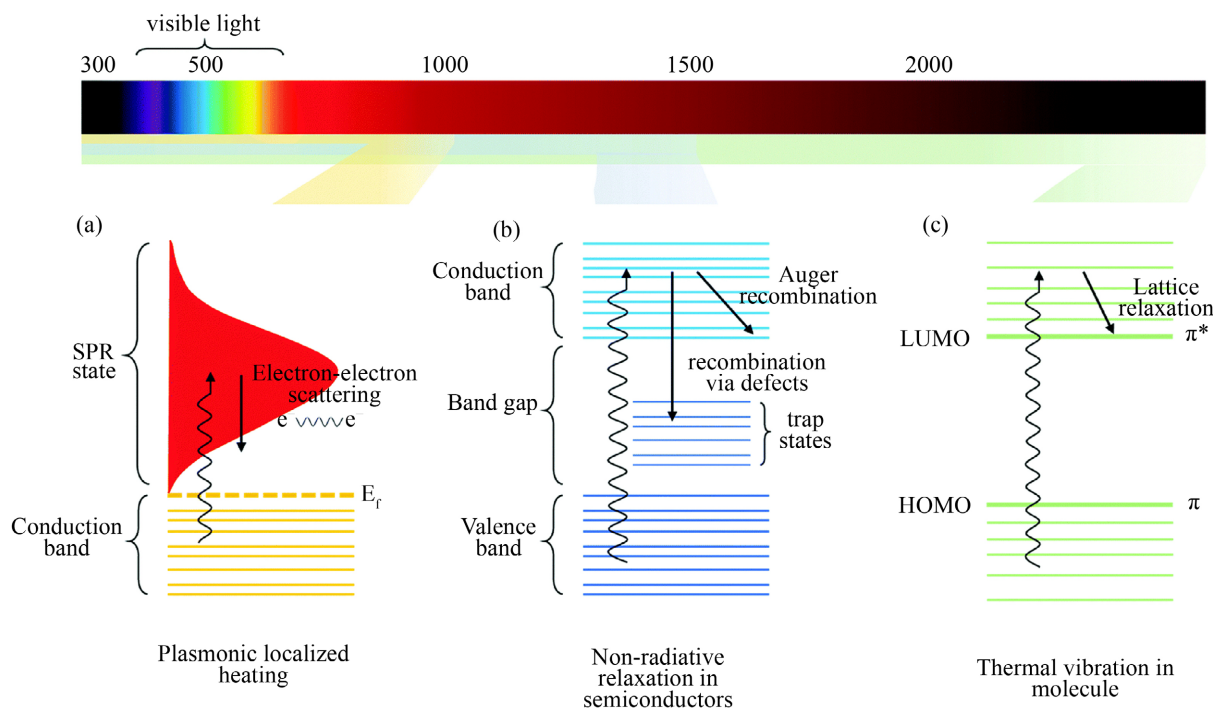 visible light
300
500
1000
1500
2000
(a)
SPR
state
Electron-electron
scattering
e e
E_f
Conduction
band
Plasmonic localized
heating
(b)
Conduction
band
Auger
recombination
recombination
via defects
Band gap
trap
states
Valence
band
Non-radiative
relaxation in
semiconductors
(c)
Lattice
relaxation
LUMO
π*
HOMO
π
Thermal vibration in
molecule